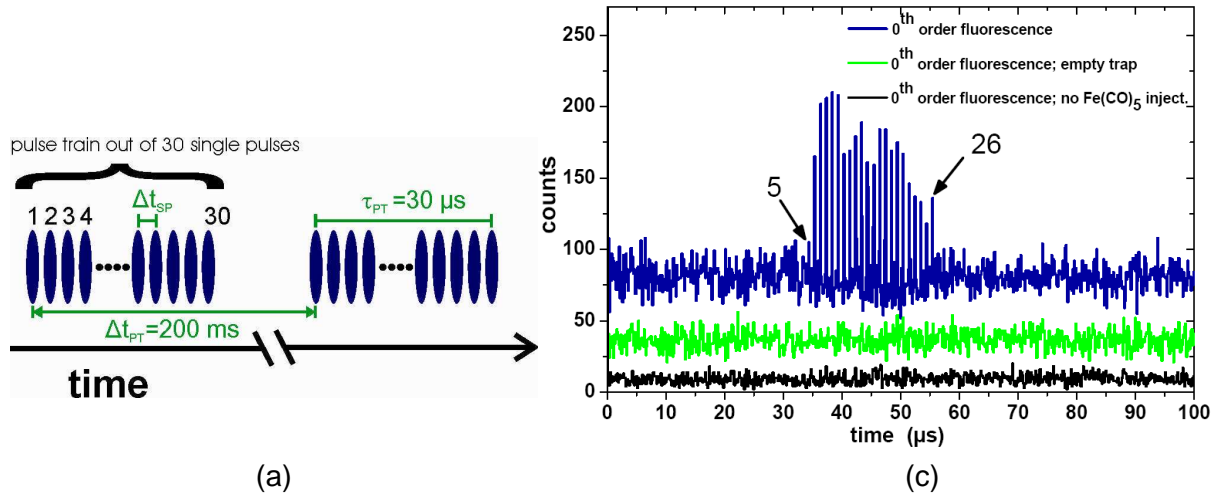 pulse train out of 30 single pulses
1 2 3 4
Δt_SP
30
τ_PT =30 µs
Δt_PT=200 ms
time
(a)
0th order fluorescence
0th order fluorescence; empty trap
0th order fluorescence; no Fe(CO)5 inject.
counts
250
200
150
100
50
0
5
26
0 10 20 30 40 50 60 70 80 90 100
time (µs)
(c)